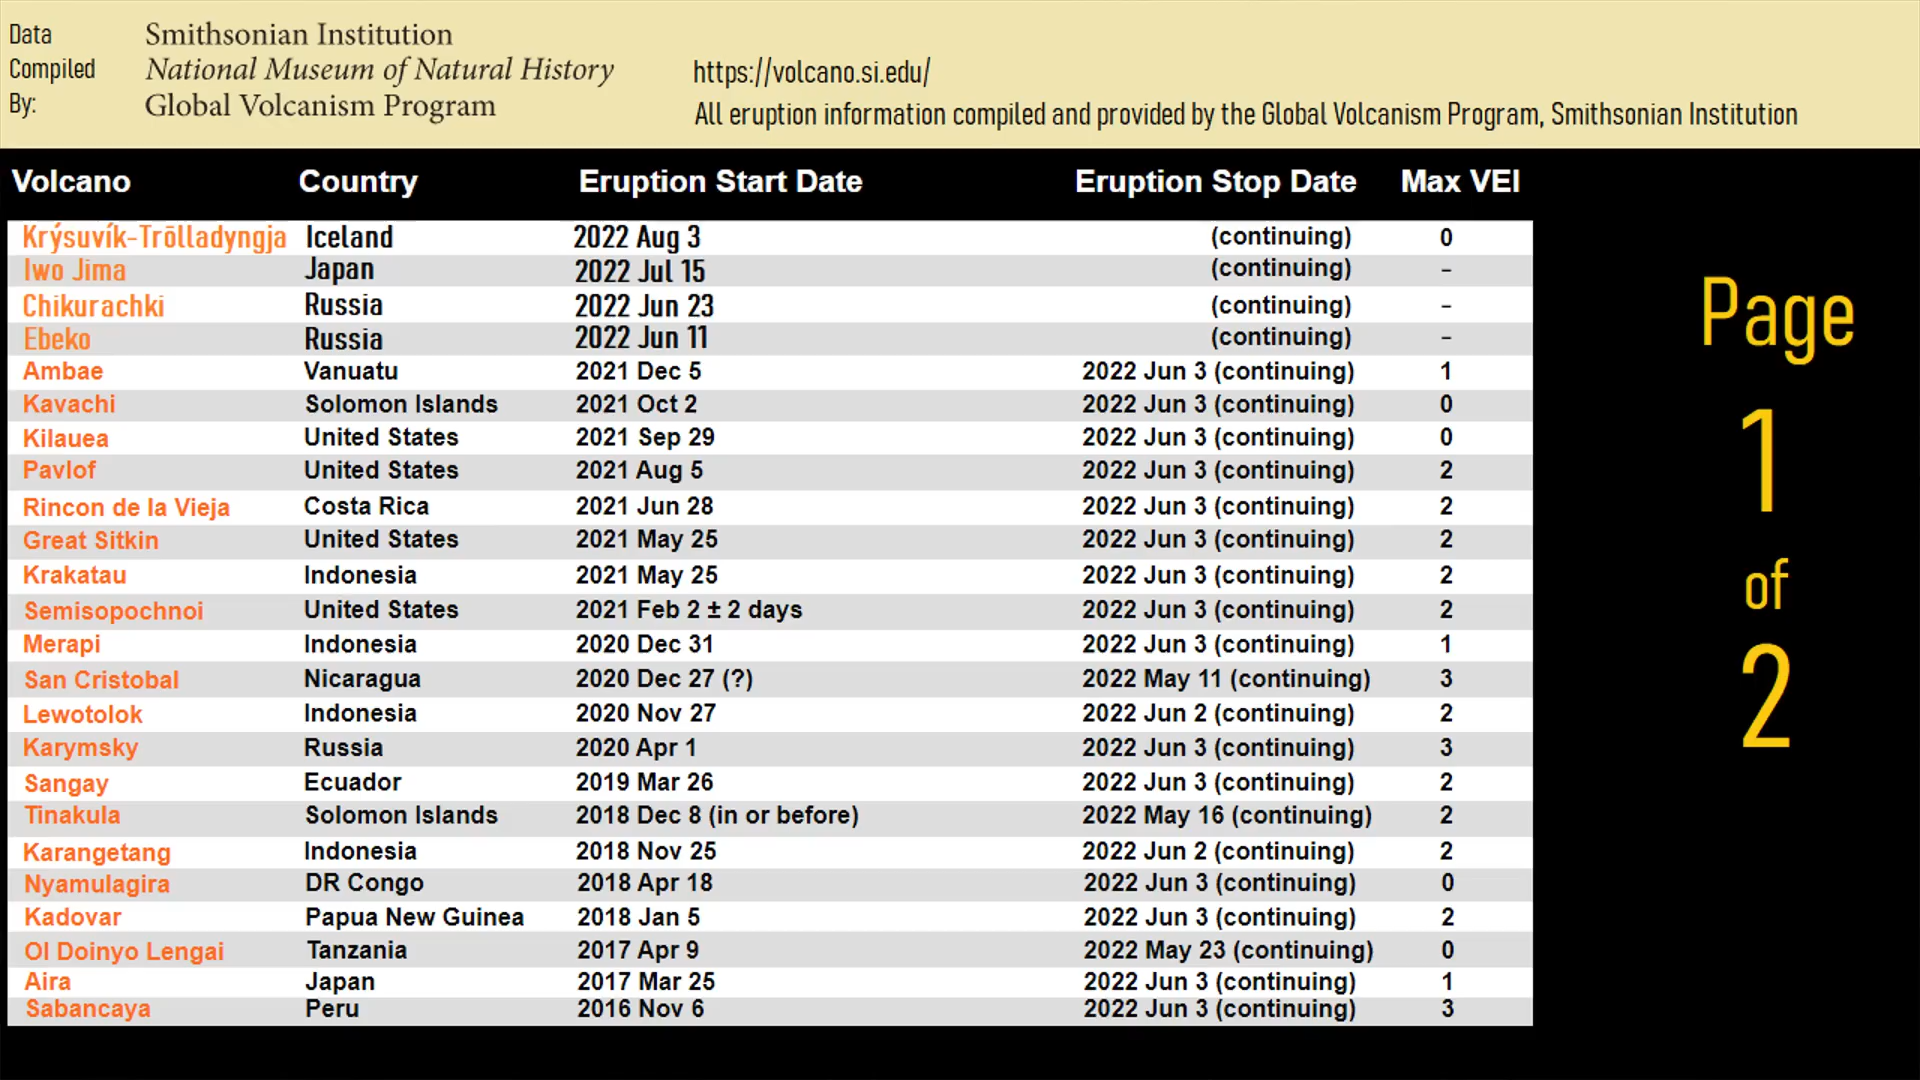 Data Compiled By:
Smithsonian Institution
National Museum of Natural History
Global Volcanism Program
https://volcano.si.edu/
All eruption information compiled and provided by the Global Volcanism Program, Smithsonian Institution
Volcano Country Eruption Start Date Eruption Stop Date Max VEI
Krýsuvík-Trölladyngja Iceland 2022 Aug 3 (continuing) 0
Iwo Jima Japan 2022 Jul 15 (continuing) -
Chikurachki Russia 2022 Jun 23 (continuing) -
Ebeko Russia 2022 Jun 11 (continuing) -
Ambae Vanuatu 2021 Dec 5 2022 Jun 3 (continuing) 1
Kavachi Solomon Islands 2021 Oct 2 2022 Jun 3 (continuing) 0
Kilauea United States 2021 Sep 29 2022 Jun 3 (continuing) 0
Pavlof United States 2021 Aug 5 2022 Jun 3 (continuing) 2
Rincon de la Vieja Costa Rica 2021 Jun 28 2022 Jun 3 (continuing) 2
Great Sitkin United States 2021 May 25 2022 Jun 3 (continuing) 2
Krakatau Indonesia 2021 May 25 2022 Jun 3 (continuing) 2
Semisopochnoi United States 2021 Feb 2 ± 2 days 2022 Jun 3 (continuing) 2
Merapi Indonesia 2020 Dec 31 2022 Jun 3 (continuing) 1
San Cristobal Nicaragua 2020 Dec 27 (?) 2022 May 11 (continuing) 3
Lewotolok Indonesia 2020 Nov 27 2022 Jun 2 (continuing) 2
Karymsky Russia 2020 Apr 1 2022 Jun 3 (continuing) 3
Sangay Ecuador 2019 Mar 26 2022 Jun 3 (continuing) 2
Tinakula Solomon Islands 2018 Dec 8 (in or before) 2022 May 16 (continuing) 2
Karangetang Indonesia 2018 Nov 25 2022 Jun 2 (continuing) 2
Nyamulagira DR Congo 2018 Apr 18 2022 Jun 3 (continuing) 0
Kadovar Papua New Guinea 2018 Jan 5 2022 Jun 3 (continuing) 2
Ol Doinyo Lengai Tanzania 2017 Apr 9 2022 May 23 (continuing) 0
Aira Japan 2017 Mar 25 2022 Jun 3 (continuing) 1
Sabancaya Peru 2016 Nov 6 2022 Jun 3 (continuing) 3
Page
1
of
2